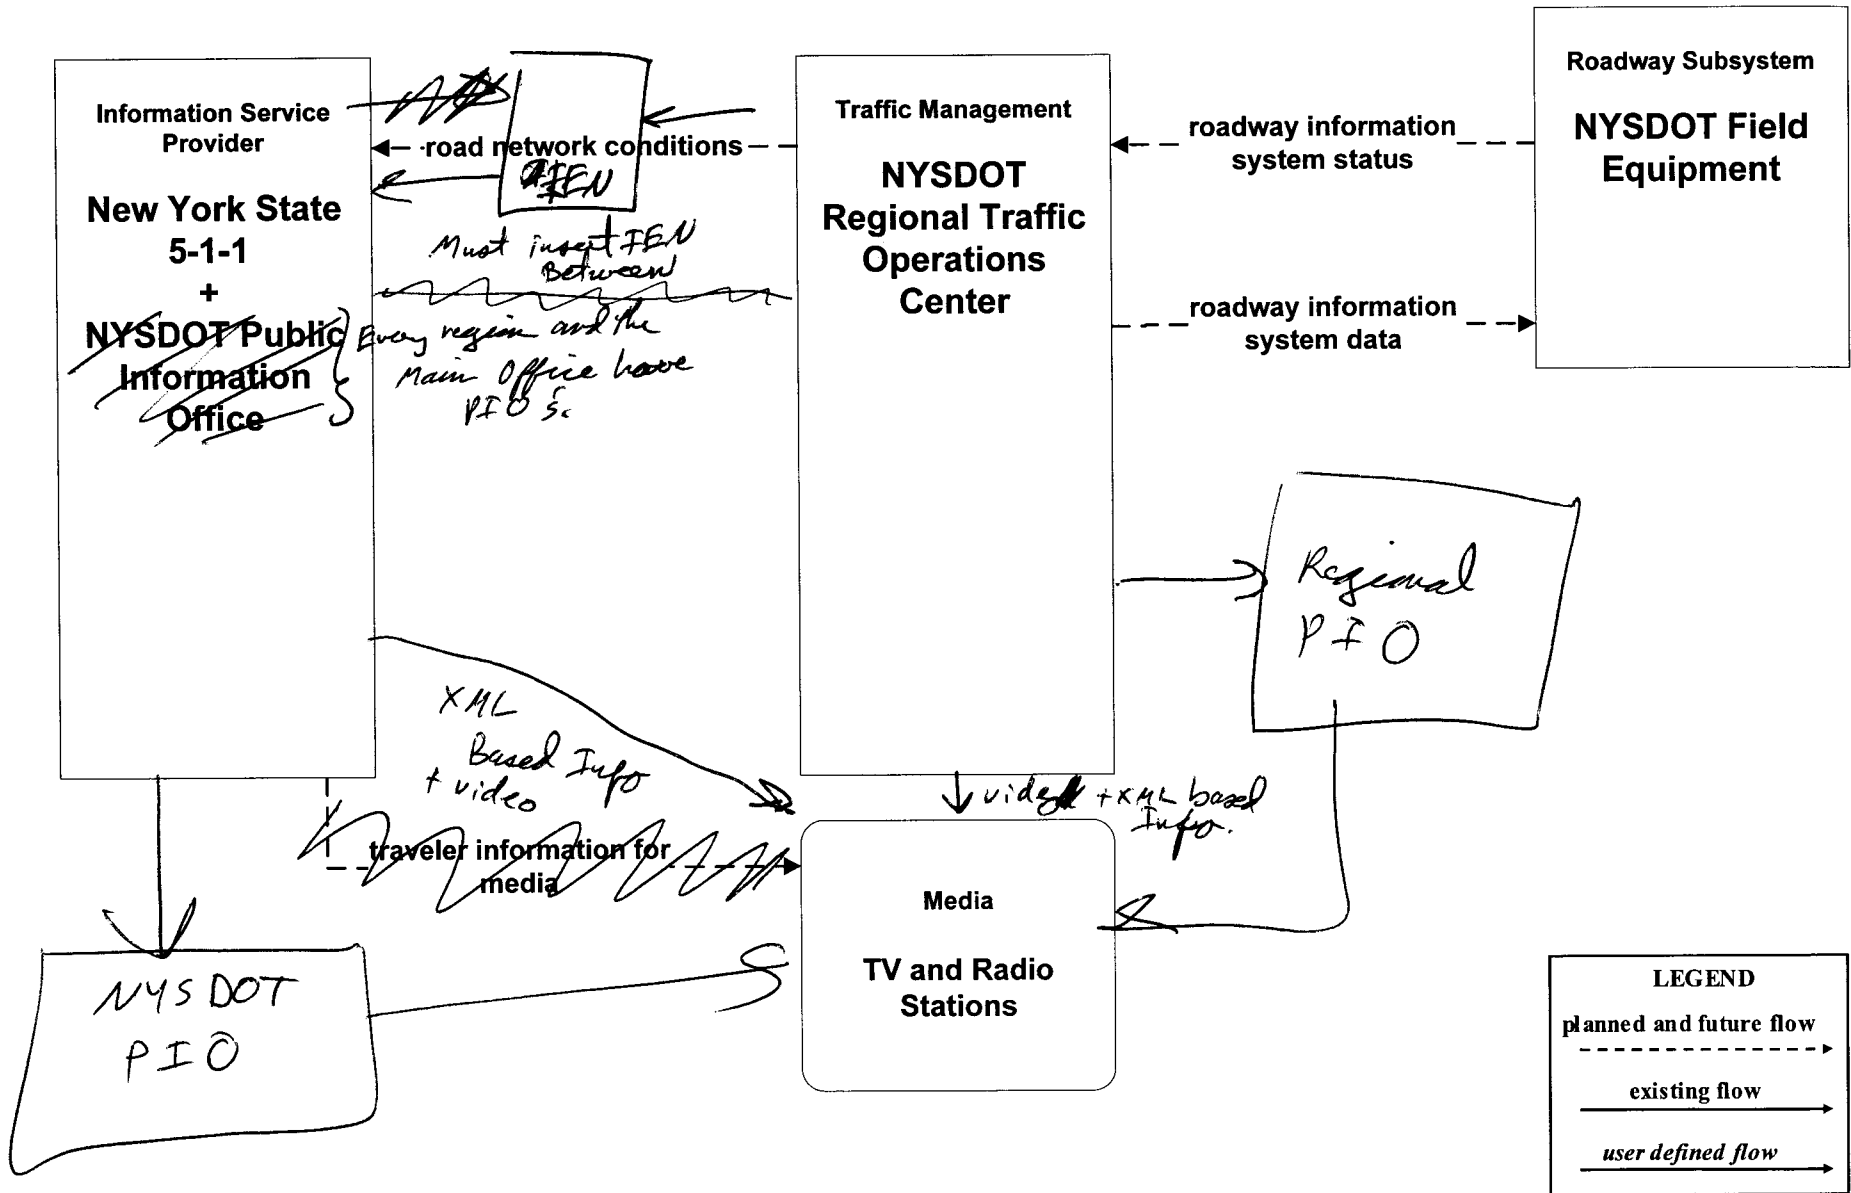 Information Service
Provider
New York State
5-1-1
+
NYSDOT Public
Information
Office
road network conditions
IEN
Must insert IEN
Between
Every region and the
Main Office have
PIO's.
Traffic Management
NYSDOT
Regional Traffic
Operations
Center
roadway information
system status
roadway information
system data
Roadway Subsystem
NYSDOT Field
Equipment
Regional
PIO
XML
Based Info
+ video
video + XML based
Info.
traveler information for
media
Media
TV and Radio
Stations
NYSDOT
PIO
LEGEND
planned and future flow
existing flow
user defined flow